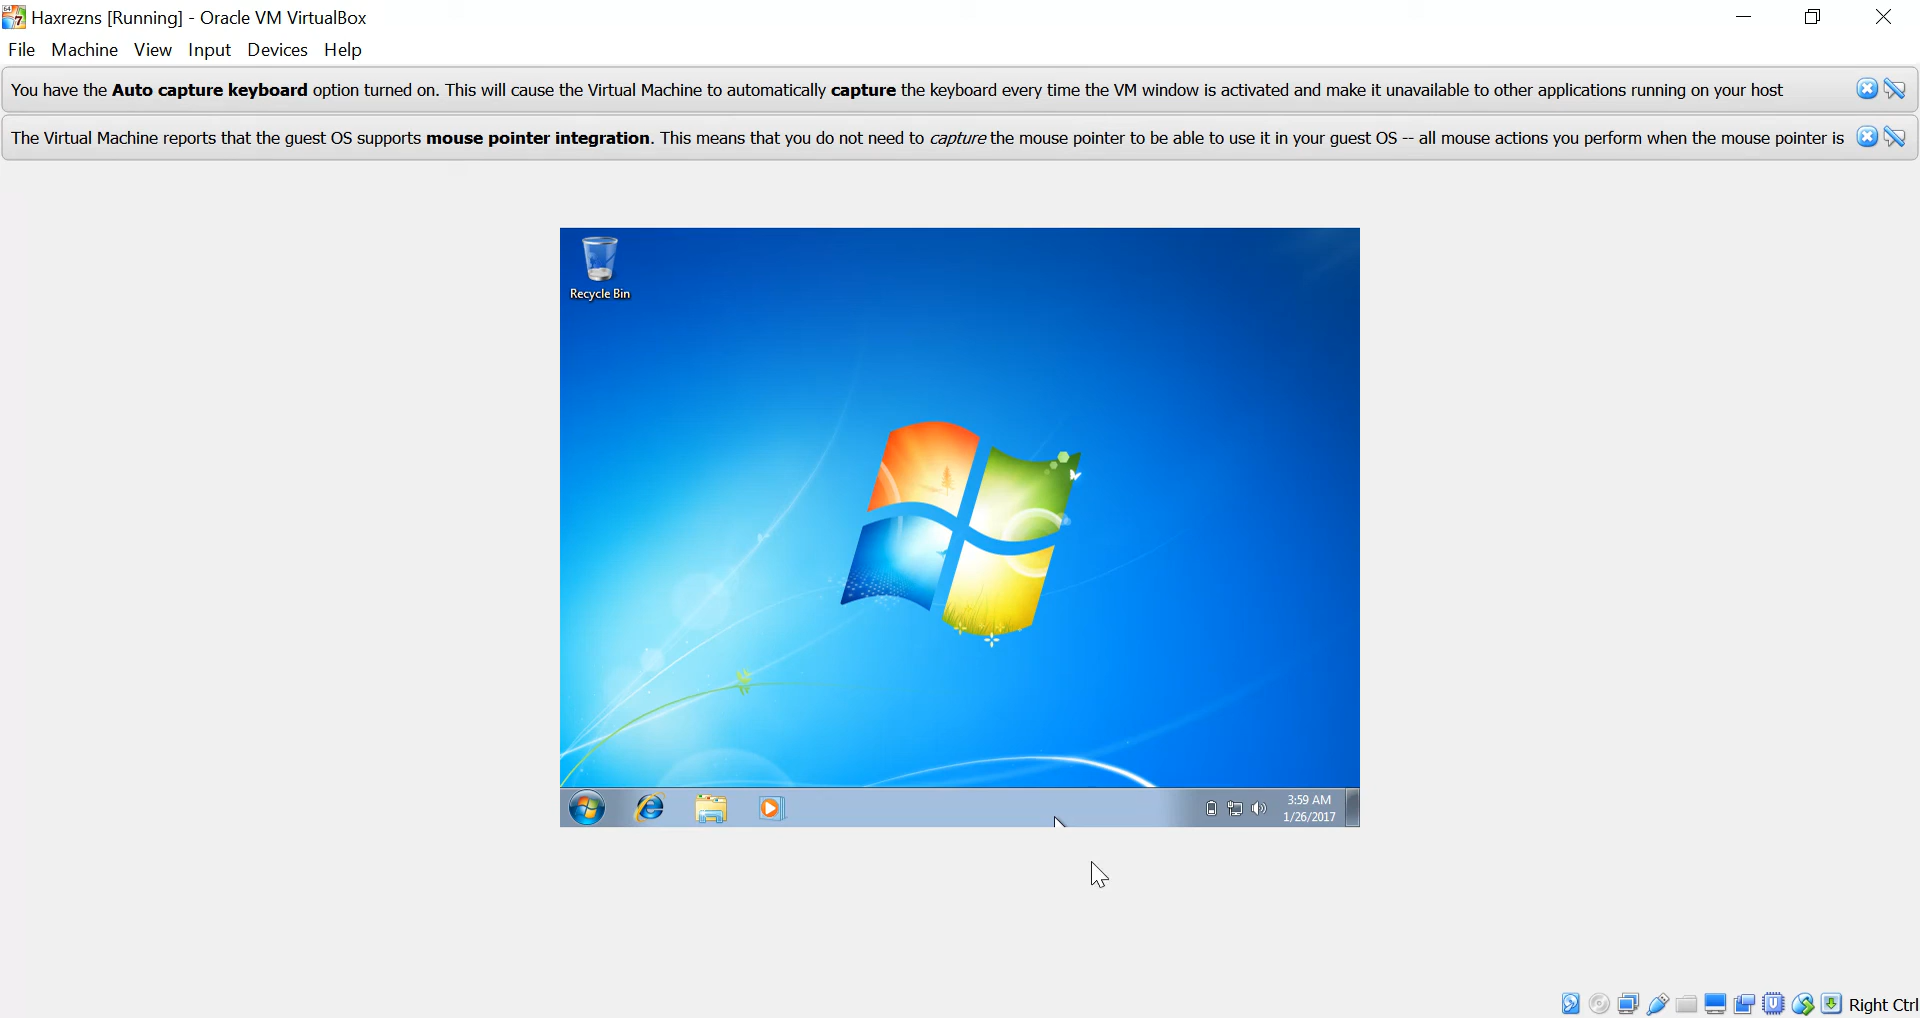 Haxrezns [Running] - Oracle VM VirtualBox
File Machine View Input Devices Help
You have the Auto capture keyboard option turned on. This will cause the Virtual Machine to automatically capture the keyboard every time the VM window is activated and make it unavailable to other applications running on your host
The Virtual Machine reports that the guest OS supports mouse pointer integration. This means that you do not need to capture the mouse pointer to be able to use it in your guest OS -- all mouse actions you perform when the mouse pointer is
Recycle Bin
3:59 AM
1/26/2017
Right Ctrl